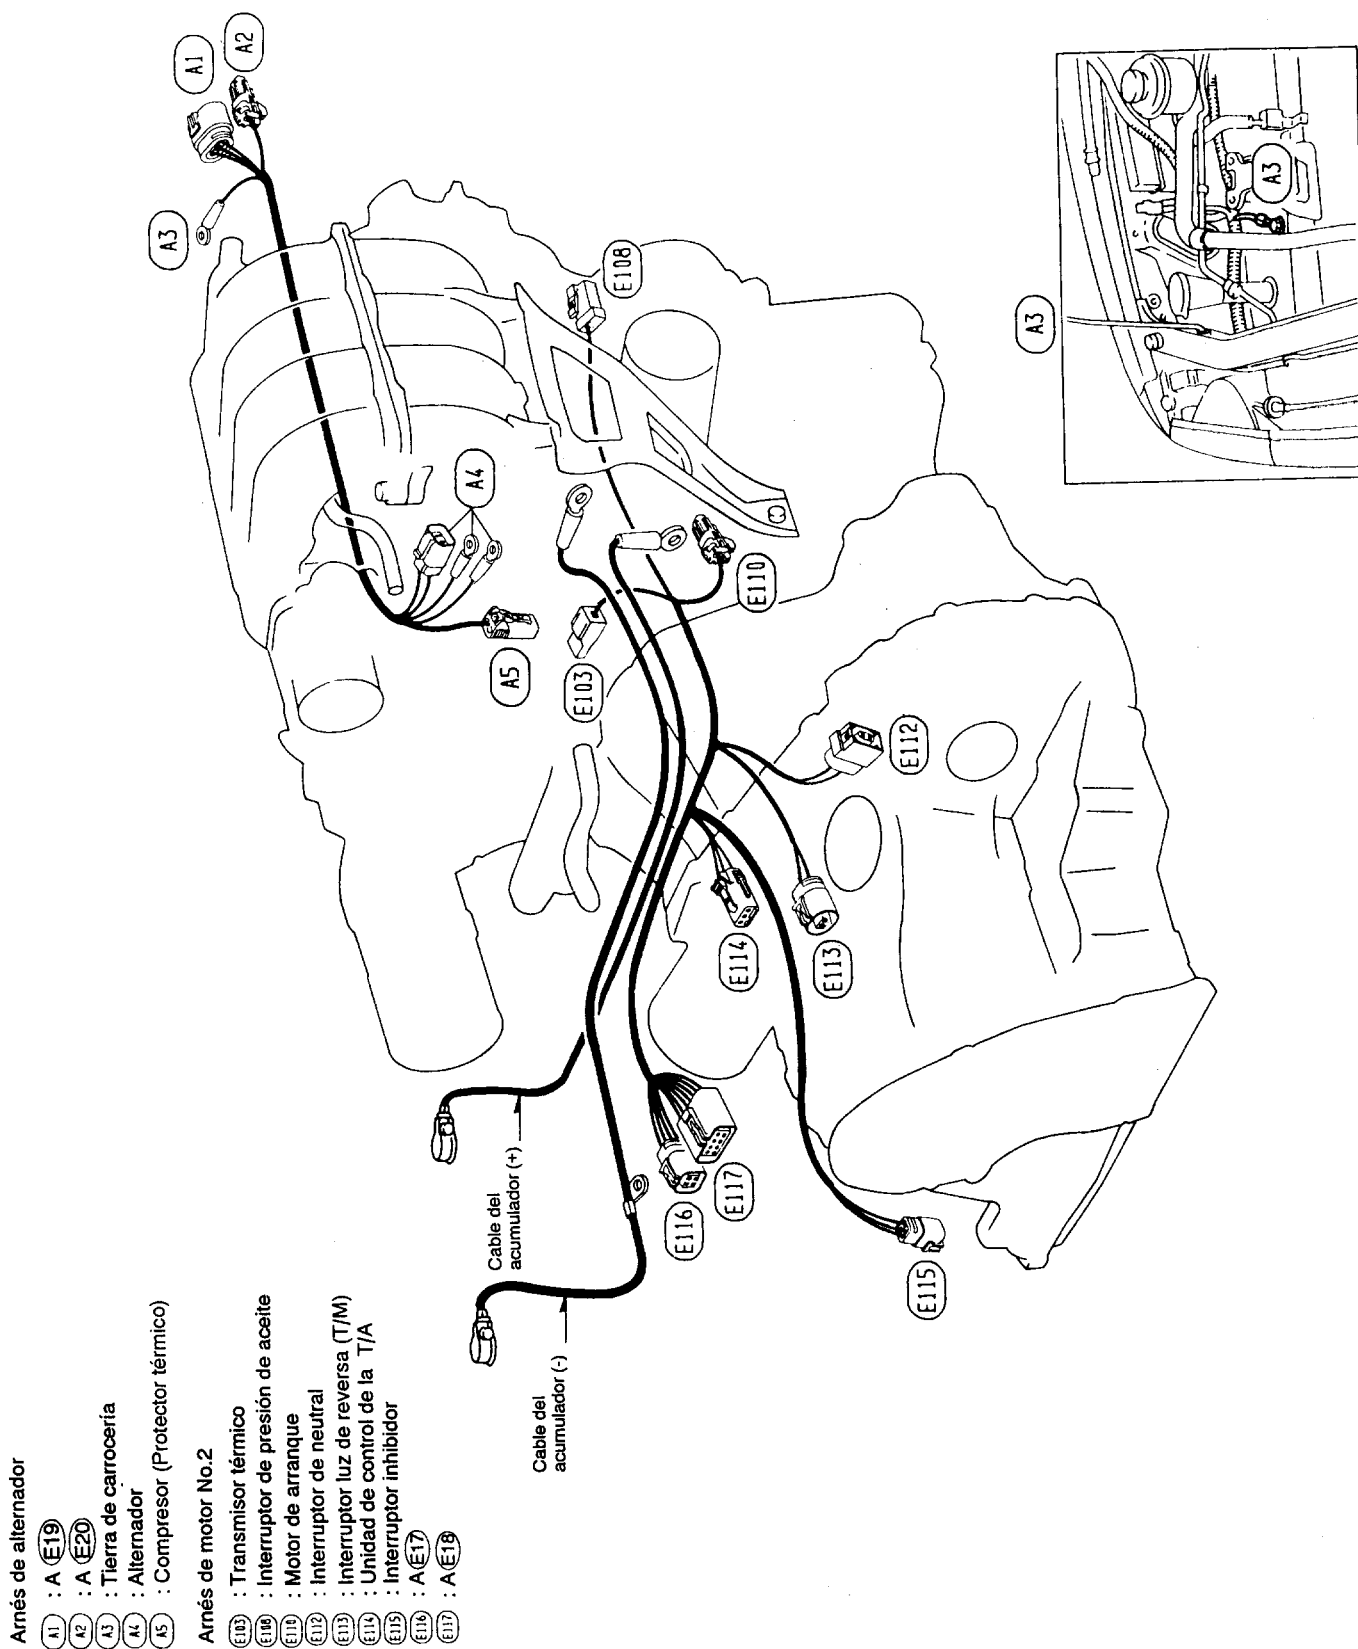 Arnés de alternador
A1 : A E19
A2 : A E20
A3 : Tierra de carrocería
A4 : Alternador
A5 : Compresor (Protector térmico)
Arnés de motor No.2
E103 : Transmisor térmico
E108 : Interruptor de presión de aceite
E110 : Motor de arranque
E112 : Interruptor de neutral
E113 : Interruptor luz de reversa (T/M)
E114 : Unidad de control de la T/A
E115 : Interruptor inhibidor
E116 : A E17
E117 : A E18
Cable del
acumulador (-)
Cable del
acumulador (+)
A1
A2
A3
A4
A5
E103
E108
E110
E112
E113
E114
E115
E116
E117
A3
A3